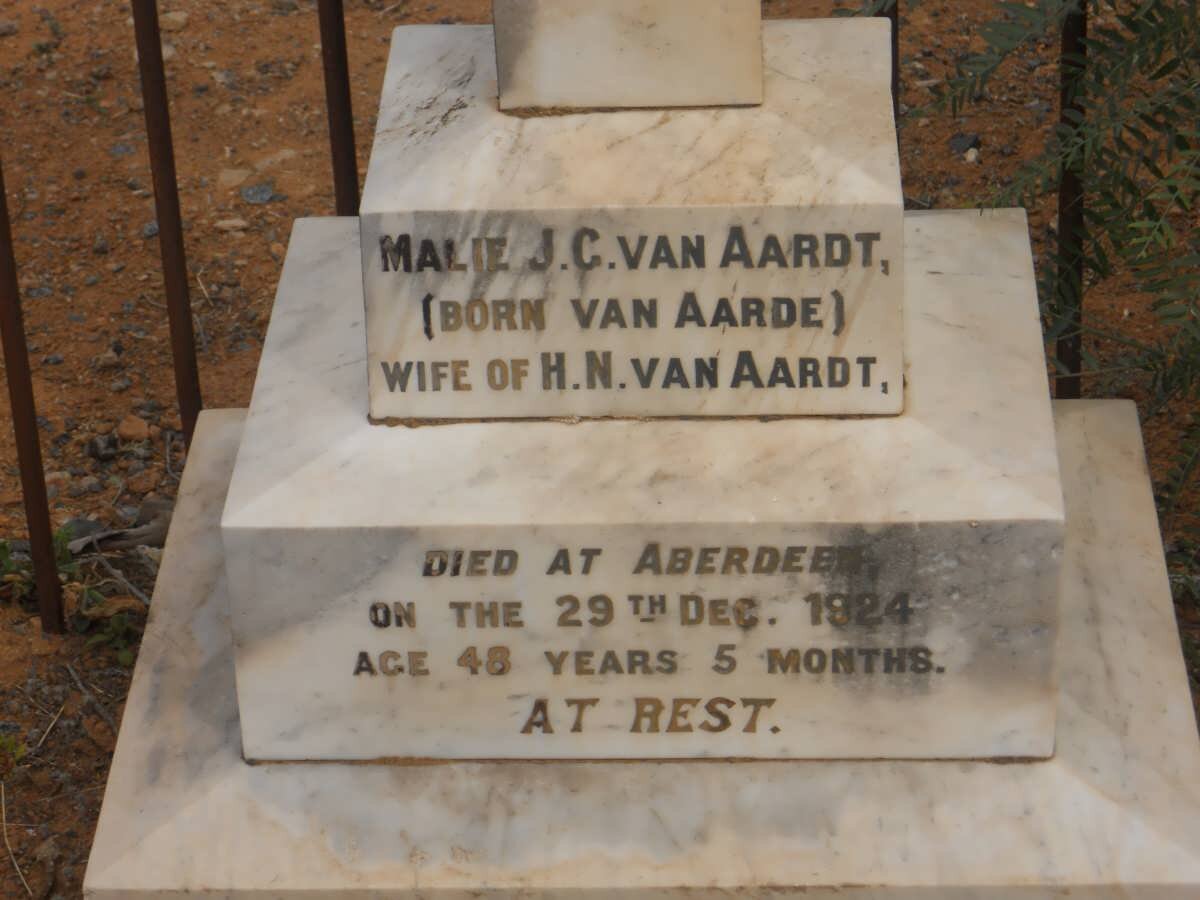 MALIE J.C. VAN AARDT,
(BORN VAN AARDE)
WIFE OF H.N. VAN AARDT,
DIED AT ABERDEEN.
ON THE 29TH DEC. 1924
AGE 48 YEARS 5 MONTHS.
AT REST.